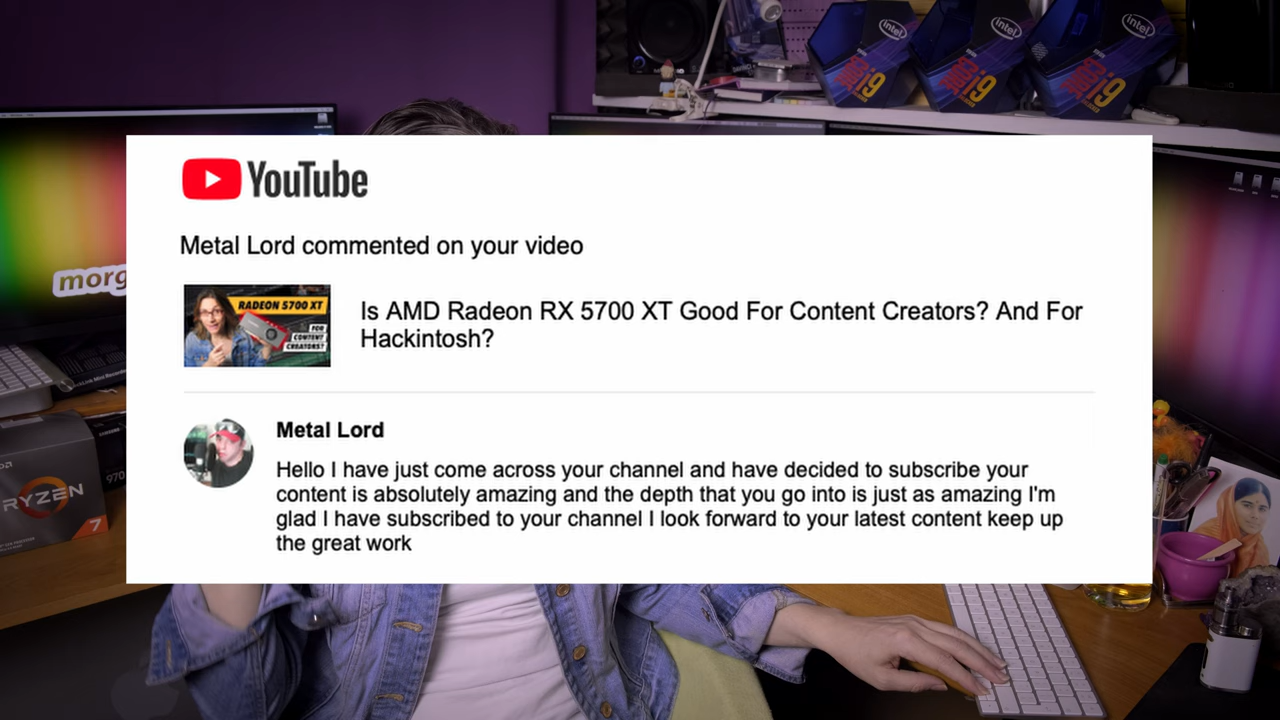 intel
intel
intel
i9
i9
i9
morg
YouTube
Metal Lord commented on your video
RADEON 5700 XT
FOR
CONTENT
CREATORS?
Is AMD Radeon RX 5700 XT Good For Content Creators? And For
Hackintosh?
Metal Lord
Hello I have just come across your channel and have decided to subscribe your
content is absolutely amazing and the depth that you go into is just as amazing I'm
glad I have subscribed to your channel I look forward to your latest content keep up
the great work
RYZEN
7
970